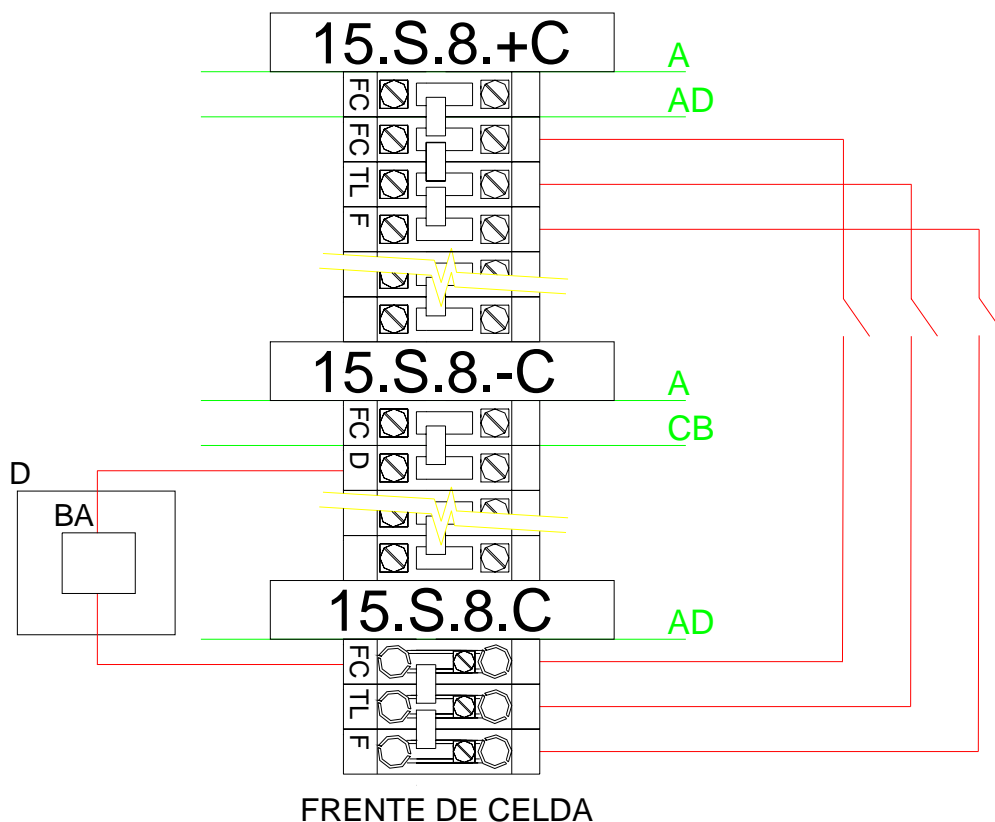 15.S.8.+C
A
FC
AD
FC
TL
F
15.S.8.-C
A
FC
CB
D
D
BA
15.S.8.C
AD
FC
TL
F
FRENTE DE CELDA